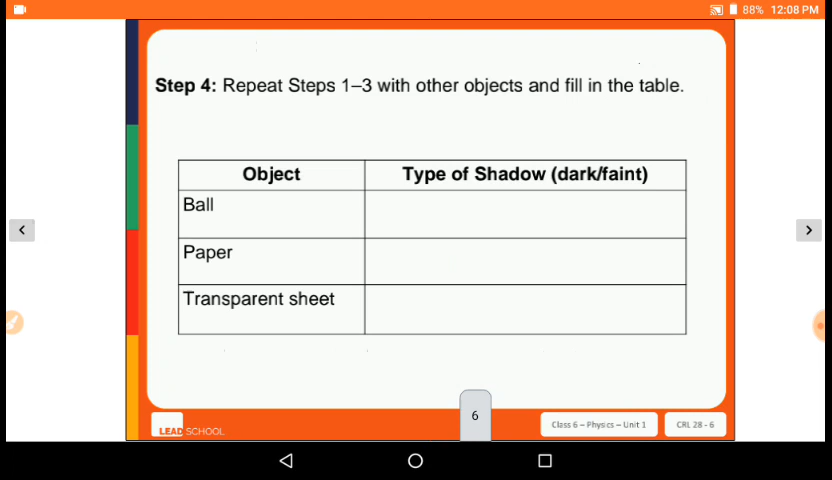 88% 12:08 PM
Step 4: Repeat Steps 1–3 with other objects and fill in the table.
Object Type of Shadow (dark/faint)
Ball
Paper
Transparent sheet
6
LEAD SCHOOL
Class 6 – Physics – Unit 1
CRL 28 - 6